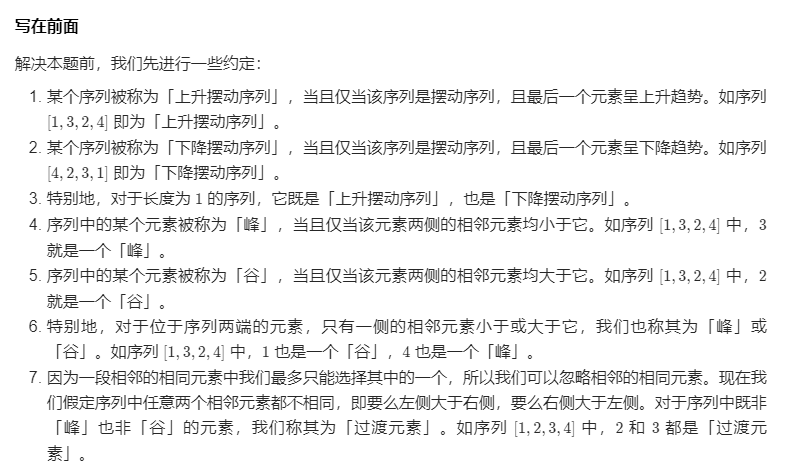 写在前面
解决本题前，我们先进行一些约定：
1. 某个序列被称为「上升摆动序列」，当且仅当该序列是摆动序列，且最后一个元素呈上升趋势。如序列
[1, 3, 2, 4] 即为「上升摆动序列」。
2. 某个序列被称为「下降摆动序列」，当且仅当该序列是摆动序列，且最后一个元素呈下降趋势。如序列
[4, 2, 3, 1] 即为「下降摆动序列」。
3. 特别地，对于长度为 1 的序列，它既是「上升摆动序列」，也是「下降摆动序列」。
4. 序列中的某个元素被称为「峰」，当且仅当该元素两侧的相邻元素均小于它。如序列 [1, 3, 2, 4] 中，3
就是一个「峰」。
5. 序列中的某个元素被称为「谷」，当且仅当该元素两侧的相邻元素均大于它。如序列 [1, 3, 2, 4] 中，2
就是一个「谷」。
6. 特别地，对于位于序列两端的元素，只有一侧的相邻元素小于或大于它，我们也称其为「峰」或
「谷」。如序列 [1, 3, 2, 4] 中，1 也是一个「谷」，4 也是一个「峰」。
7. 因为一段相邻的相同元素中我们最多只能选择其中的一个，所以我们可以忽略相邻的相同元素。现在我
们假定序列中任意两个相邻元素都不相同，即要么左侧大于右侧，要么右侧大于左侧。对于序列中既非
「峰」也非「谷」的元素，我们称其为「过渡元素」。如序列 [1, 2, 3, 4] 中，2 和 3 都是「过渡元
素」。